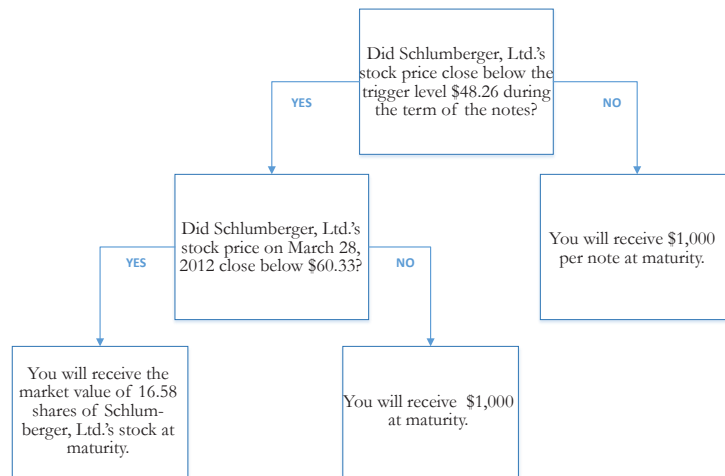 Did Schlumberger, Ltd.'s
stock price close below the
trigger level $48.26 during
the term of the notes?
YES
NO
Did Schlumberger, Ltd.'s
stock price on March 28,
2012 close below $60.33?
You will receive $1,000
per note at maturity.
YES
NO
You will receive the
market value of 16.58
shares of Schlum-
berger, Ltd.'s stock at
maturity.
You will receive $1,000
at maturity.